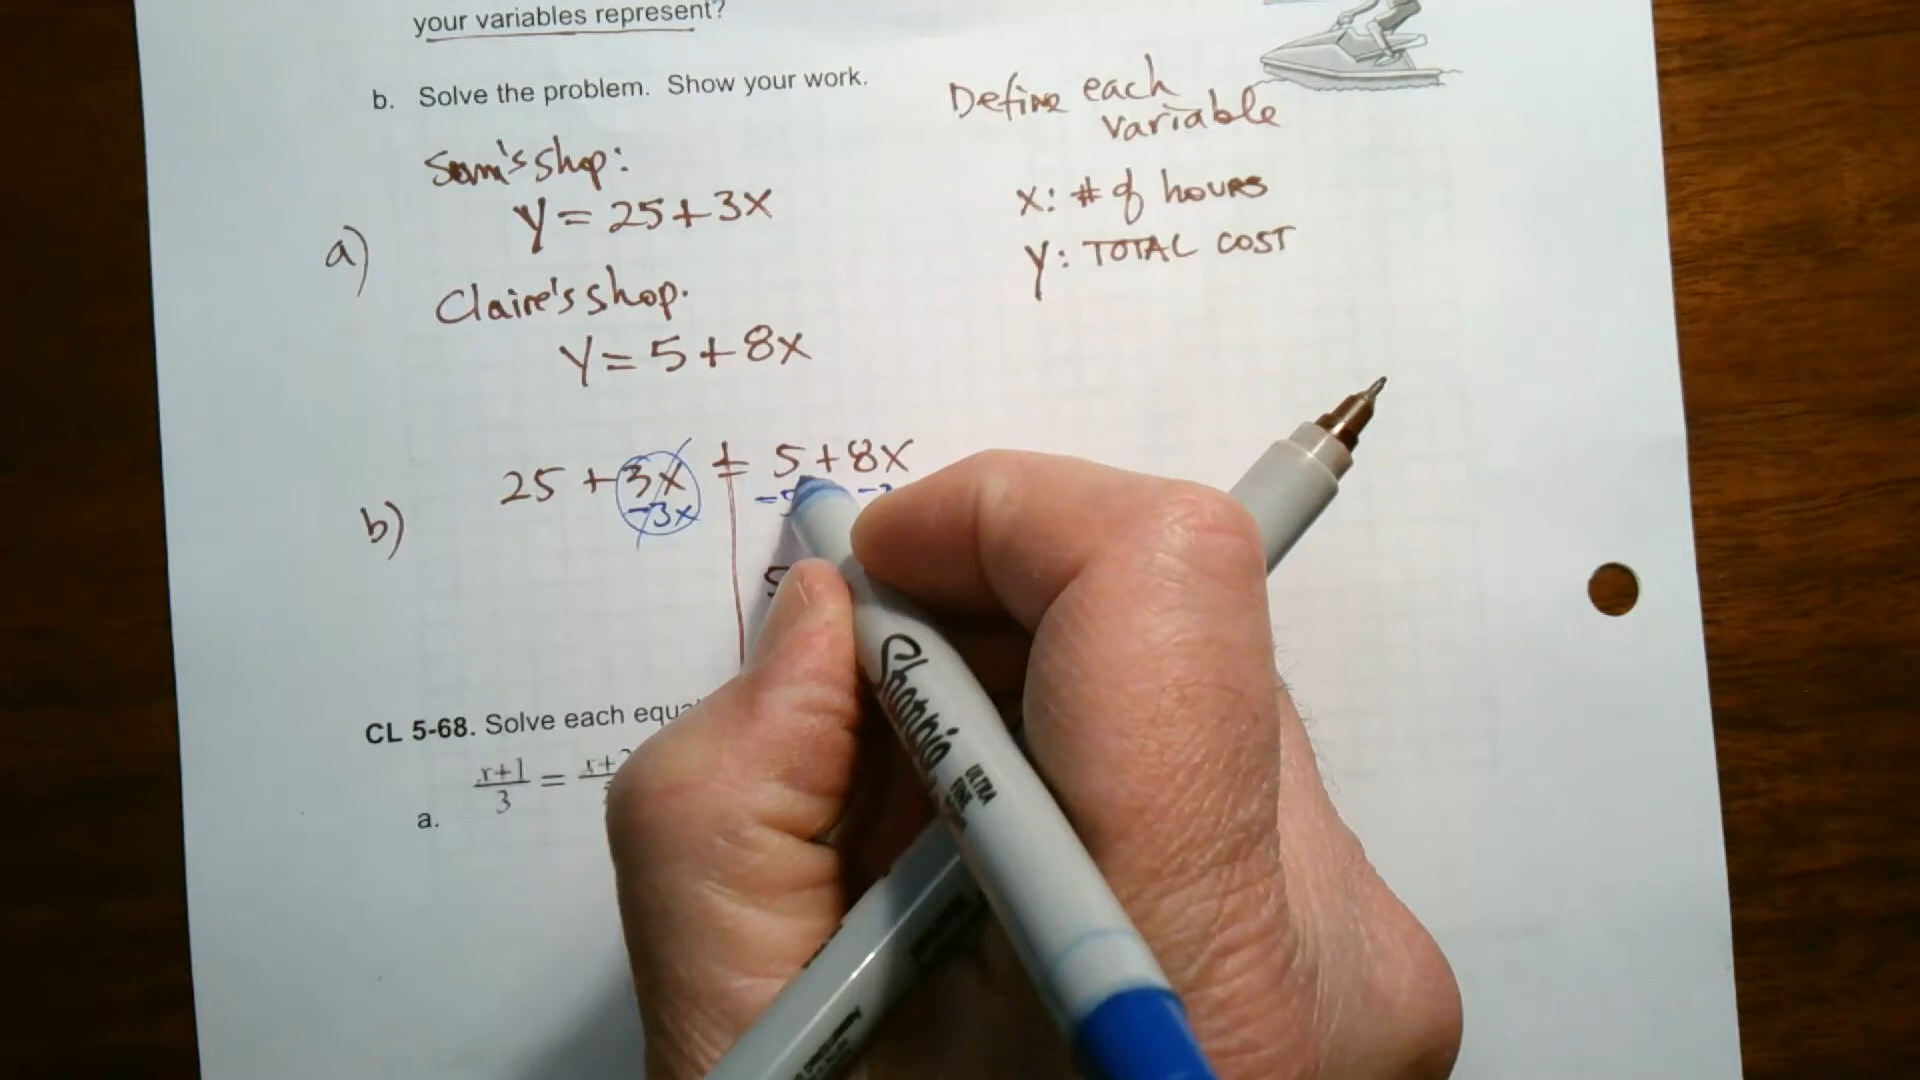 your variables represent?
b. Solve the problem. Show your work.
Define each
variable
Sam's shop:
y = 25 + 3x
x: # of hours
y: TOTAL COST
a)
Claire's shop.
y = 5 + 8x
25 + 3x = 5 + 8x
-3x
b)
CL 5-68. Solve each
x+1
3
=
a.
Sharpie
ULTRA
FINE